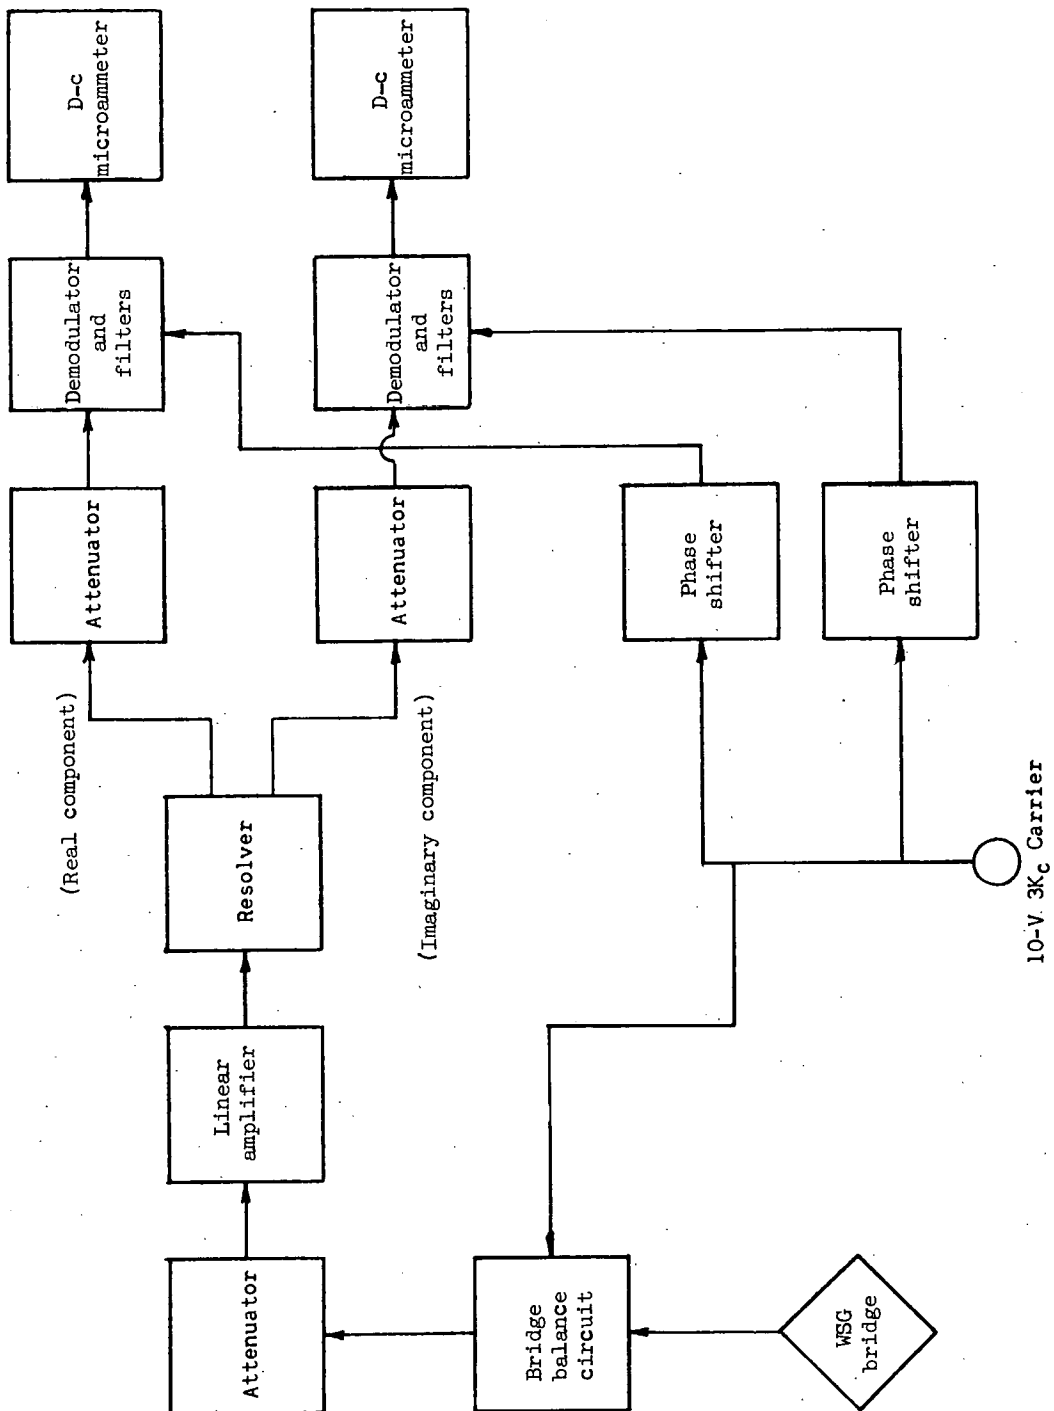 D-c
microammeter
D-c
microammeter
Demodulator
and
filters
Demodulator
and
filters
Attenuator
Attenuator
Phase
shifter
Phase
shifter
(Real component)
(Imaginary component)
Resolver
Linear
amplifier
Attenuator
Bridge
balance
circuit
WSG
bridge
10-V. 3Kc Carrier